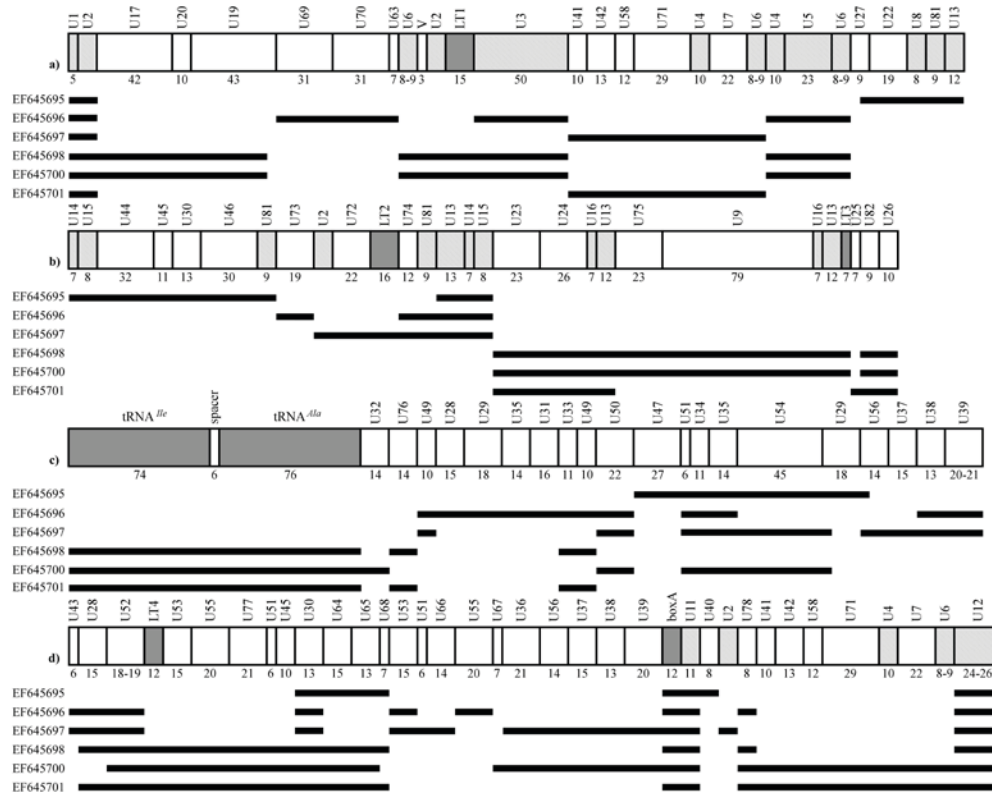 U1 U2 U17 U20 U19 U69 U70 U63 U6 V U2 LT1 U3 U41 U42 U58 U71 U4 U7 U6 U4 U5 U6 U27 U22 U8 U81 U13
a)
5 42 10 43 31 31 7 8-9 3 15 50 10 13 12 29 10 22 8-9 10 23 8-9 9 19 8 9 12
EF645695
EF645696
EF645697
EF645698
EF645700
EF645701
U14 U15 U44 U45 U30 U46 U81 U73 U2 U72 LT2 U74 U81 U13 U14 U15 U23 U24 U16 U13 U75 U9 U16 U13 LT3 U25 U82 U26
b)
7 8 32 11 13 30 9 19 22 16 12 9 13 7 8 23 26 7 12 23 79 7 12 7 7 9 10
EF645695
EF645696
EF645697
EF645698
EF645700
EF645701
tRNA Ile spacer tRNA Ala U32 U76 U49 U28 U29 U35 U31 U33 U49 U50 U47 U51 U34 U35 U54 U29 U56 U37 U38 U39
c)
74 6 76 14 14 10 15 18 14 16 11 10 22 27 6 11 14 45 18 14 15 13 20-21
EF645695
EF645696
EF645697
EF645698
EF645700
EF645701
U43 U28 U52 LT4 U53 U55 U77 U51 U45 U30 U64 U65 U68 U53 U51 U66 U55 U67 U36 U56 U37 U38 U39 boxA U11 U40 U2 U78 U41 U42 U58 U71 U4 U7 U6 U12
d)
6 15 18-19 12 15 20 21 6 10 13 15 13 7 15 6 14 20 7 21 14 15 13 20 12 11 8 8 10 13 12 29 10 22 8-9 24-26
EF645695
EF645696
EF645697
EF645698
EF645700
EF645701